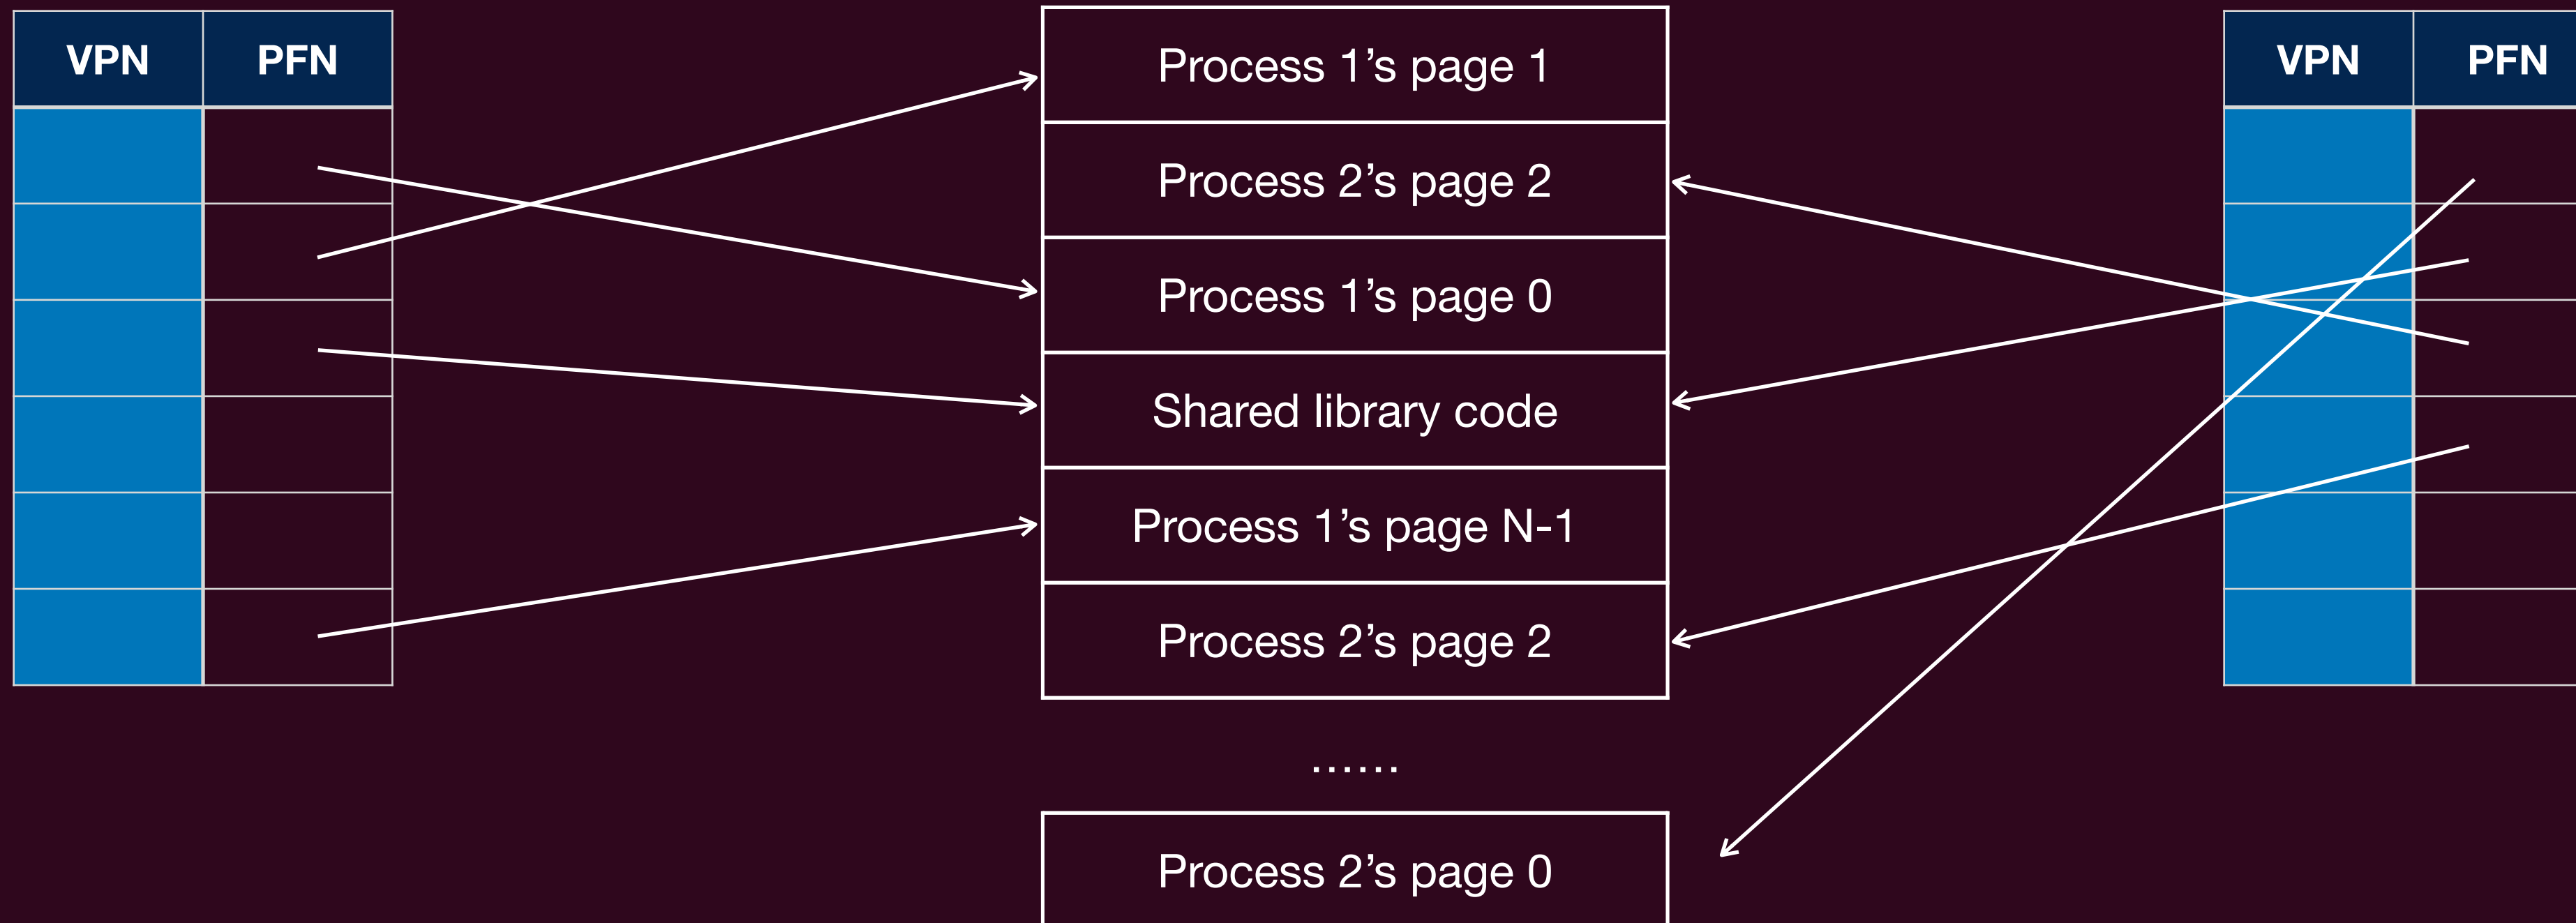 VPN PFN
Process 1’s page 1
Process 2’s page 2
Process 1’s page 0
Shared library code
Process 1’s page N-1
Process 2’s page 2
......
Process 2’s page 0
VPN PFN